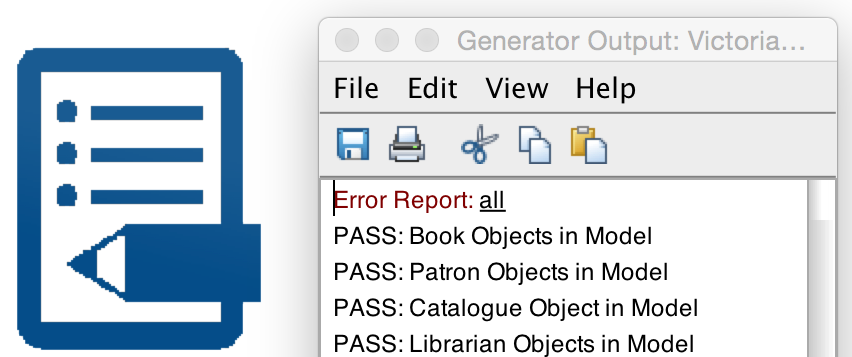 Generator Output: Victoria...
File Edit View Help
Error Report: all
PASS: Book Objects in Model
PASS: Patron Objects in Model
PASS: Catalogue Object in Model
PASS: Librarian Objects in Model